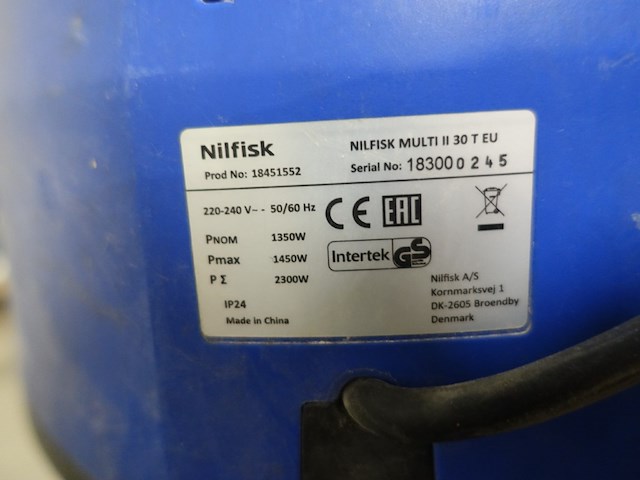 Nilfisk
NILFISK MULTI II 30 T EU
Prod No: 18451552
Serial No: 183000245
220-240 V~ - 50/60 Hz
CE EAC
PNOM 1350W
Pmax 1450W
P Σ 2300W
Intertek GS
IP24
Made in China
Nilfisk A/S
Kornmarksvej 1
DK-2605 Broendby
Denmark